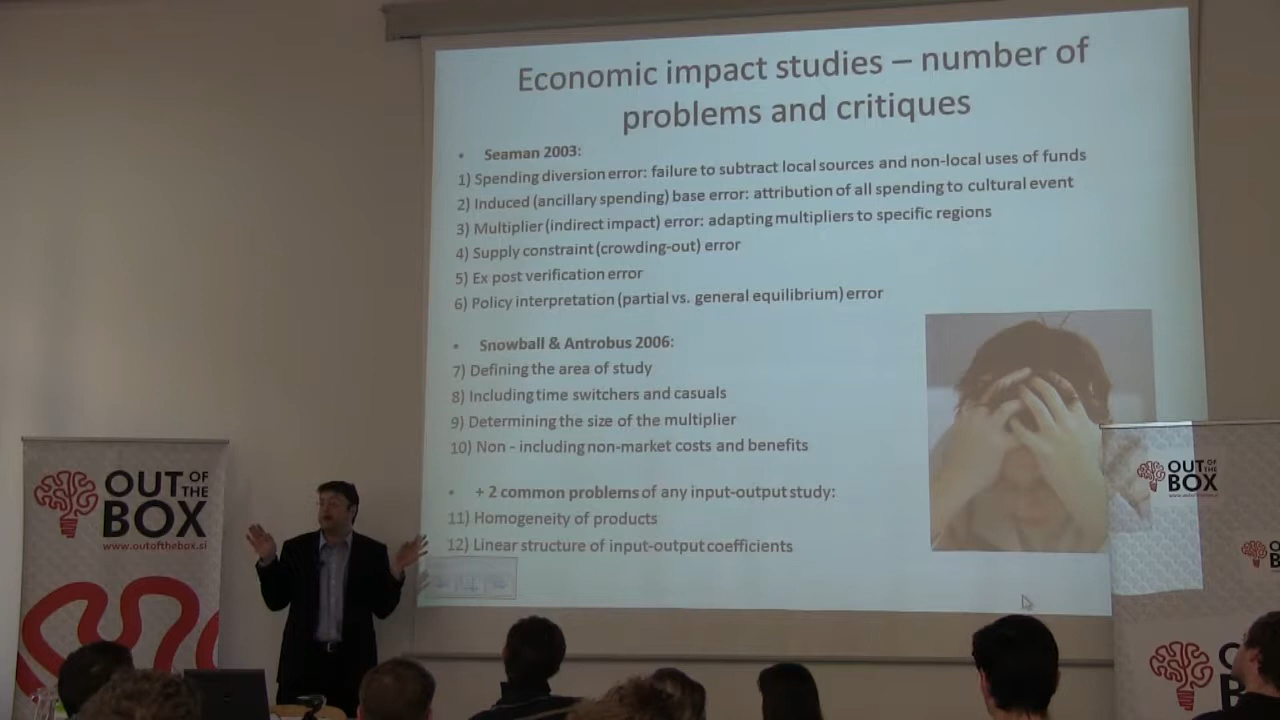 Economic impact studies – number of
problems and critiques
• Seaman 2003:
1) Spending diversion error: failure to subtract local sources and non-local uses of funds
2) Induced (ancillary spending) base error: attribution of all spending to cultural event
3) Multiplier (indirect impact) error: adapting multipliers to specific regions
4) Supply constraint (crowding-out) error
5) Ex post verification error
6) Policy interpretation (partial vs. general equilibrium) error
• Snowball & Antrobus 2006:
7) Defining the area of study
8) Including time switchers and casuals
9) Determining the size of the multiplier
10) Non - including non-market costs and benefits
• + 2 common problems of any input-output study:
11) Homogeneity of products
12) Linear structure of input-output coefficients
OUT OF THE
BOX
www.outofthebox.si
OUT OF THE
BOX